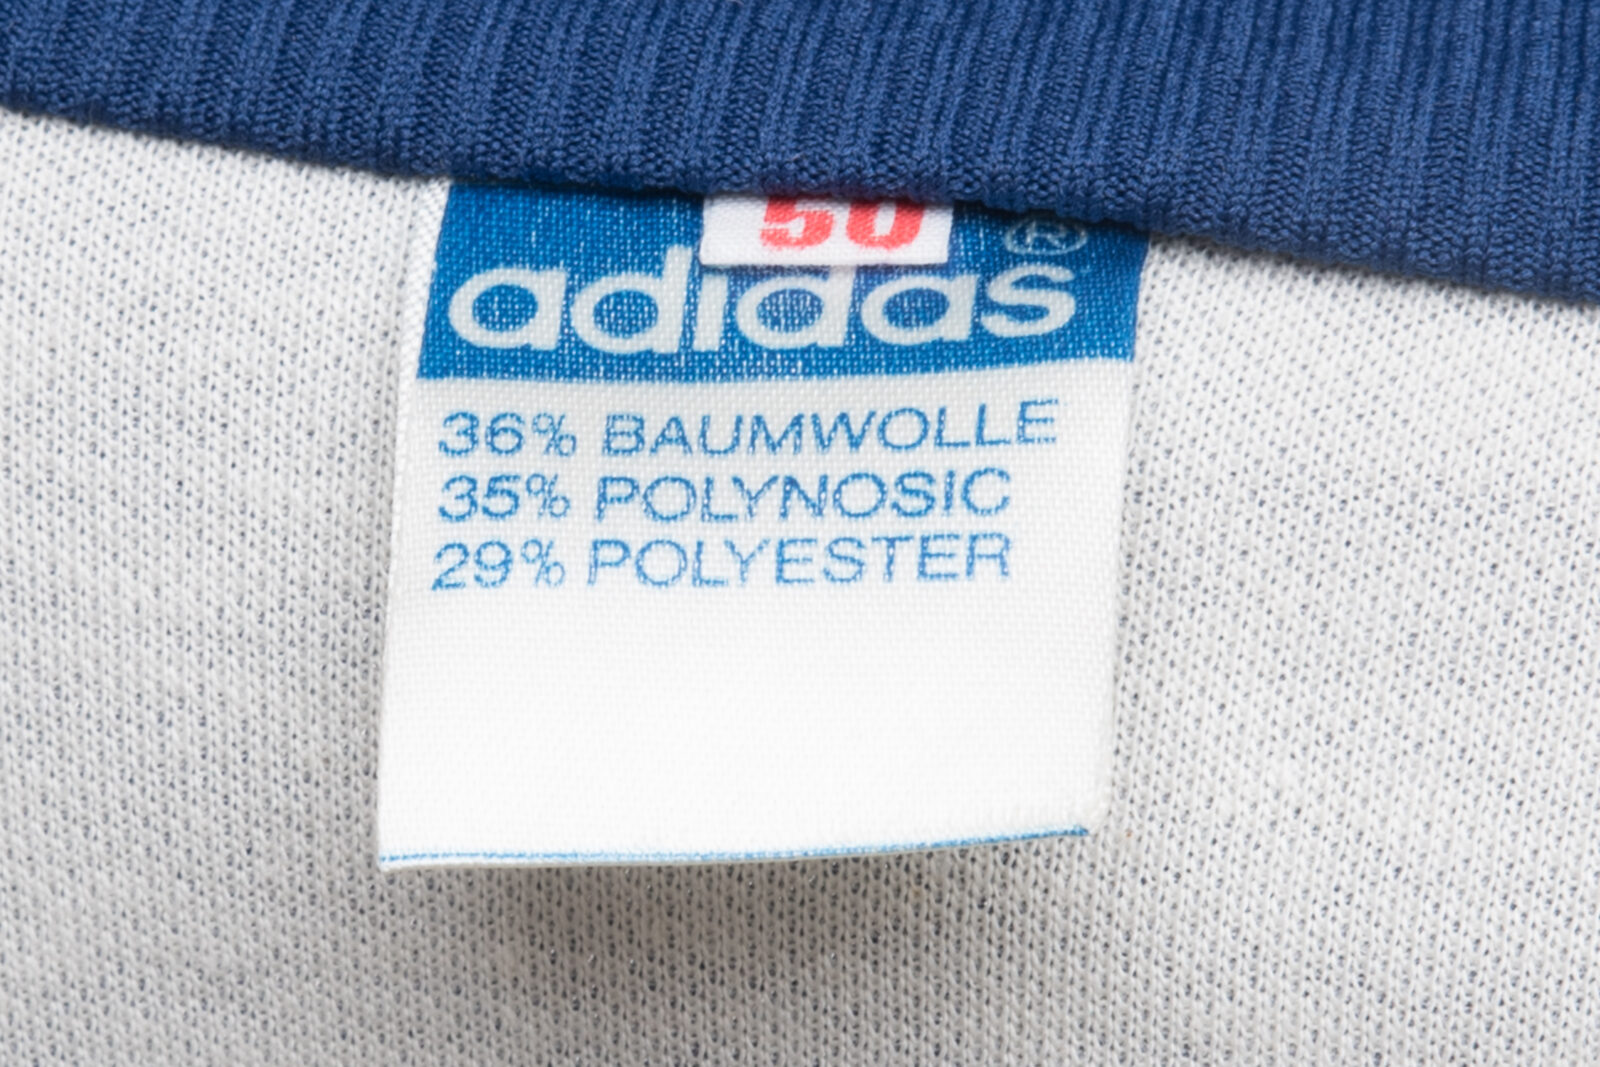 50
adidas ®
36% BAUMWOLLE
35% POLYNOSIC
29% POLYESTER